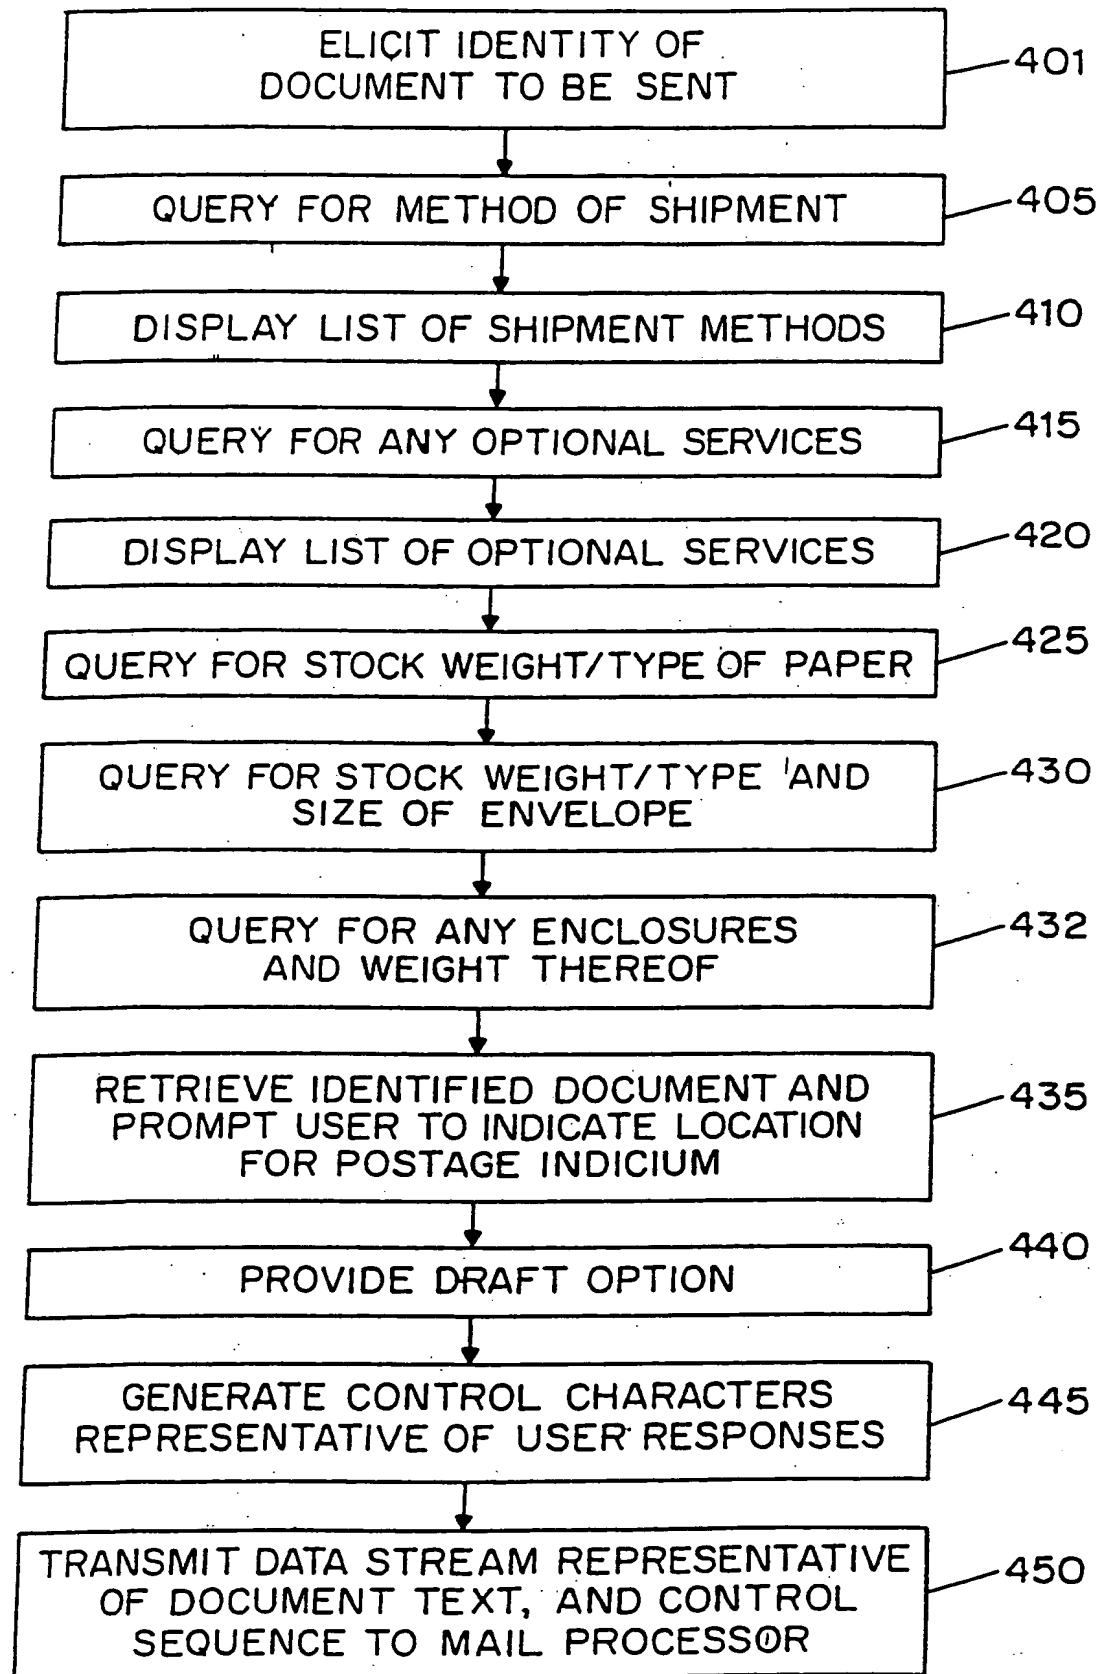 ELICIT IDENTITY OF
DOCUMENT TO BE SENT
401
QUERY FOR METHOD OF SHIPMENT
405
DISPLAY LIST OF SHIPMENT METHODS
410
QUERY FOR ANY OPTIONAL SERVICES
415
DISPLAY LIST OF OPTIONAL SERVICES
420
QUERY FOR STOCK WEIGHT/TYPE OF PAPER
425
QUERY FOR STOCK WEIGHT/TYPE AND
SIZE OF ENVELOPE
430
QUERY FOR ANY ENCLOSURES
AND WEIGHT THEREOF
432
RETRIEVE IDENTIFIED DOCUMENT AND
PROMPT USER TO INDICATE LOCATION
FOR POSTAGE INDICIUM
435
PROVIDE DRAFT OPTION
440
GENERATE CONTROL CHARACTERS
REPRESENTATIVE OF USER RESPONSES
445
TRANSMIT DATA STREAM REPRESENTATIVE
OF DOCUMENT TEXT, AND CONTROL
SEQUENCE TO MAIL PROCESSOR
450